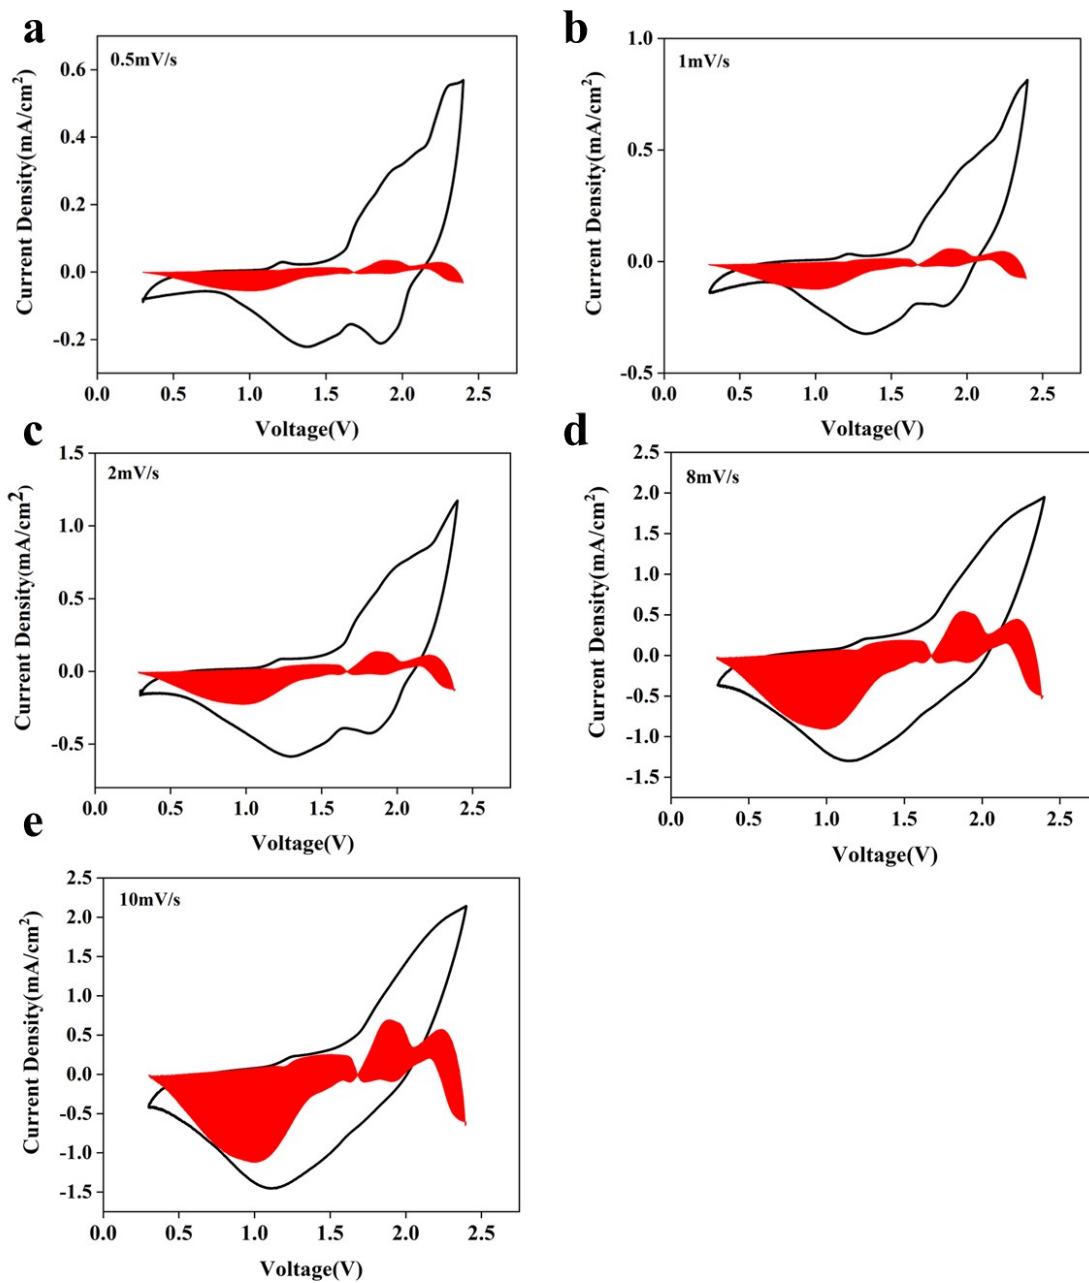 a
0.5mV/s
Current Density(mA/cm²)
0.6
0.4
0.2
0.0
-0.2
0.0 0.5 1.0 1.5 2.0 2.5
Voltage(V)
b
1mV/s
Current Density(mA/cm²)
1.0
0.5
0.0
-0.5
0.0 0.5 1.0 1.5 2.0 2.5
Voltage(V)
c
2mV/s
Current Density(mA/cm²)
1.5
1.0
0.5
0.0
-0.5
0.0 0.5 1.0 1.5 2.0 2.5
Voltage(V)
d
8mV/s
Current Density(mA/cm²)
2.5
2.0
1.5
1.0
0.5
0.0
-0.5
-1.0
-1.5
0.0 0.5 1.0 1.5 2.0 2.5
Voltage(V)
e
10mV/s
Current Density(mA/cm²)
2.5
2.0
1.5
1.0
0.5
0.0
-0.5
-1.0
-1.5
0.0 0.5 1.0 1.5 2.0 2.5
Voltage(V)